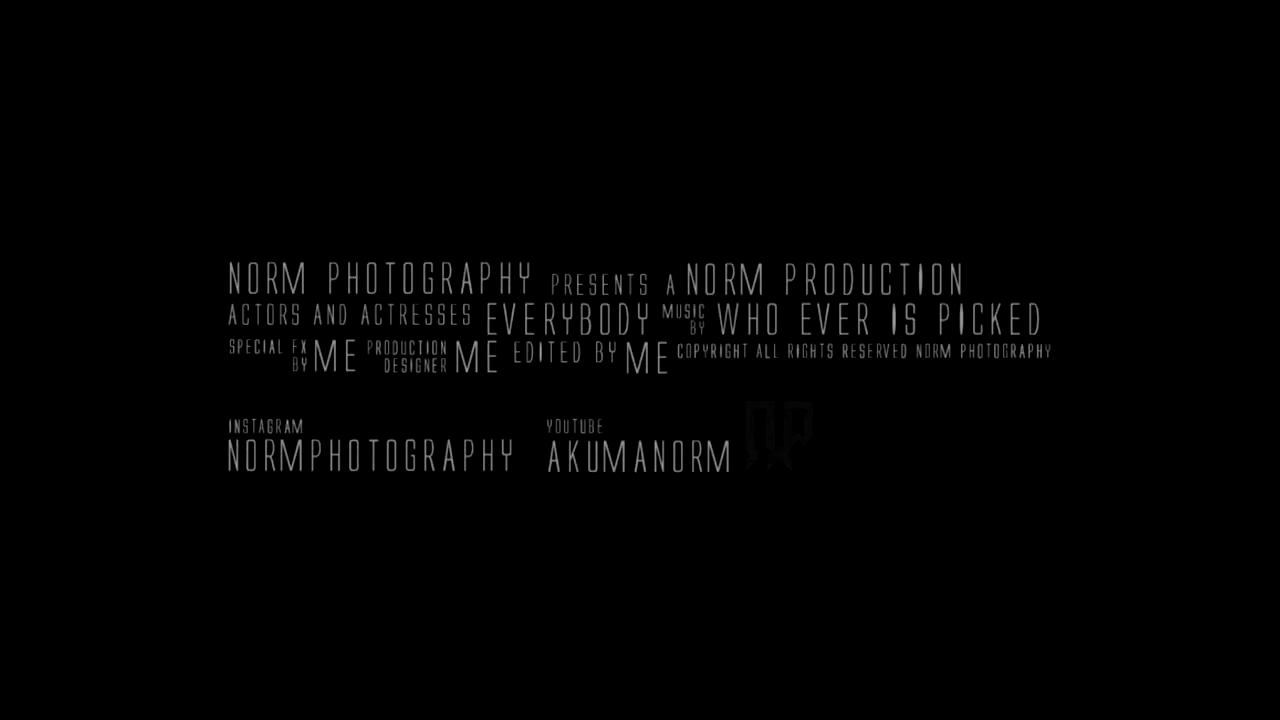 NORM PHOTOGRAPHY PRESENTS A NORM PRODUCTION
ACTORS AND ACTRESSES EVERYBODY MUSIC BY WHO EVER IS PICKED
SPECIAL FX BY ME PRODUCTION DESIGNER ME EDITED BY ME COPYRIGHT ALL RIGHTS RESERVED NORM PHOTOGRAPHY
INSTAGRAM YOUTUBE
NORMPHOTOGRAPHY AKUMANORM